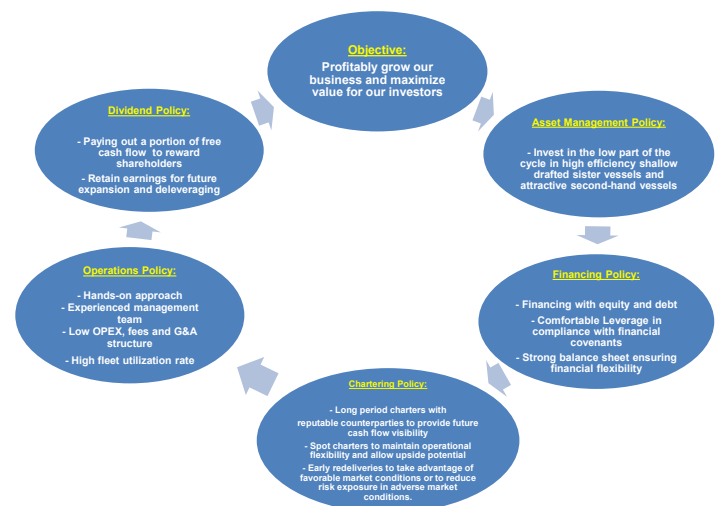 Objective:
Profitably grow our
business and maximize
value for our investors
Asset Management Policy:
- Invest in the low part of the
cycle in high efficiency shallow
drafted sister vessels and
attractive second-hand vessels
Financing Policy:
- Financing with equity and debt
- Comfortable Leverage in
compliance with financial
covenants
- Strong balance sheet ensuring
financial flexibility
Chartering Policy:
- Long period charters with
reputable counterparties to provide future
cash flow visibility
- Spot charters to maintain operational
flexibility and allow upside potential
- Early redeliveries to take advantage of
favorable market conditions or to reduce
risk exposure in adverse market
conditions.
Operations Policy:
- Hands-on approach
- Experienced management
team
- Low OPEX, fees and G&A
structure
- High fleet utilization rate
Dividend Policy:
- Paying out a portion of free
cash flow to reward
shareholders
- Retain earnings for future
expansion and deleveraging